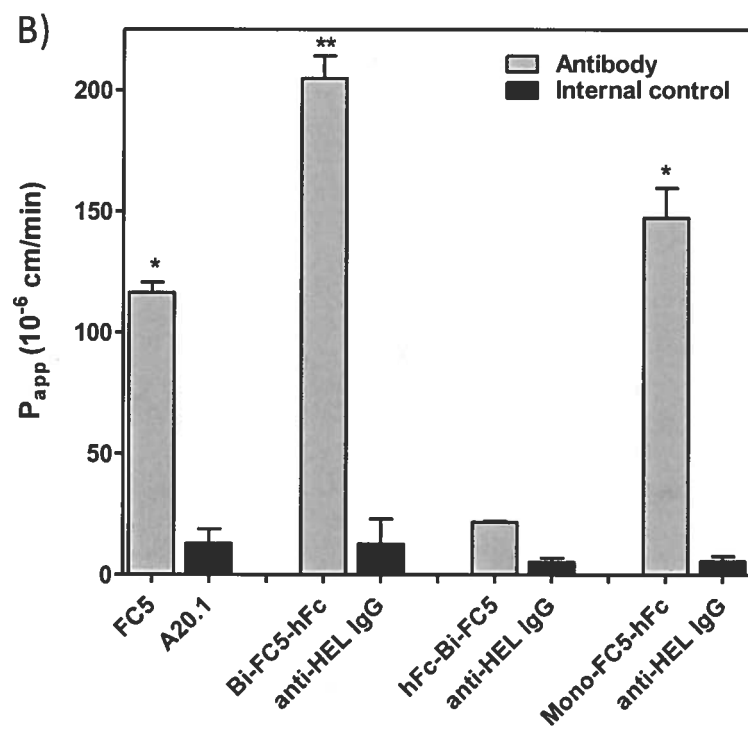 B)
**
Antibody
Internal control
*
*
200
150
100
50
0
Papp (10-6 cm/min)
FC5
A20.1
Bi-FC5-hFc
anti-HEL IgG
hFc-Bi-FC5
anti-HEL IgG
Mono-FC5-hFc
anti-HEL IgG